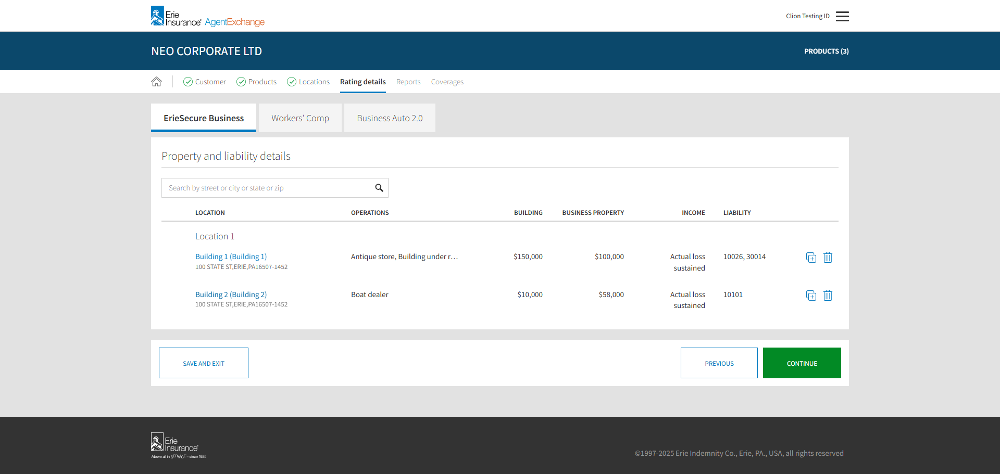 Erie
Insurance® AgentExchange
Clion Testing ID
NEO CORPORATE LTD
PRODUCTS (3)
Customer Products Locations Rating details Reports Coverages
ErieSecure Business Workers' Comp Business Auto 2.0
Property and liability details
Search by street or city or state or zip
LOCATION OPERATIONS BUILDING BUSINESS PROPERTY INCOME LIABILITY
Location 1
Building 1 (Building 1) Antique store, Building under r... $150,000 $100,000 Actual loss 10026, 30014
100 STATE ST,ERIE,PA16507-1452 sustained
Building 2 (Building 2) Boat dealer $10,000 $58,000 Actual loss 10101
100 STATE ST,ERIE,PA16507-1452 sustained
SAVE AND EXIT PREVIOUS CONTINUE
Erie
Insurance®
Above all in SERVICE® – since 1925
©1997-2025 Erie Indemnity Co., Erie, PA., USA, all rights reserved